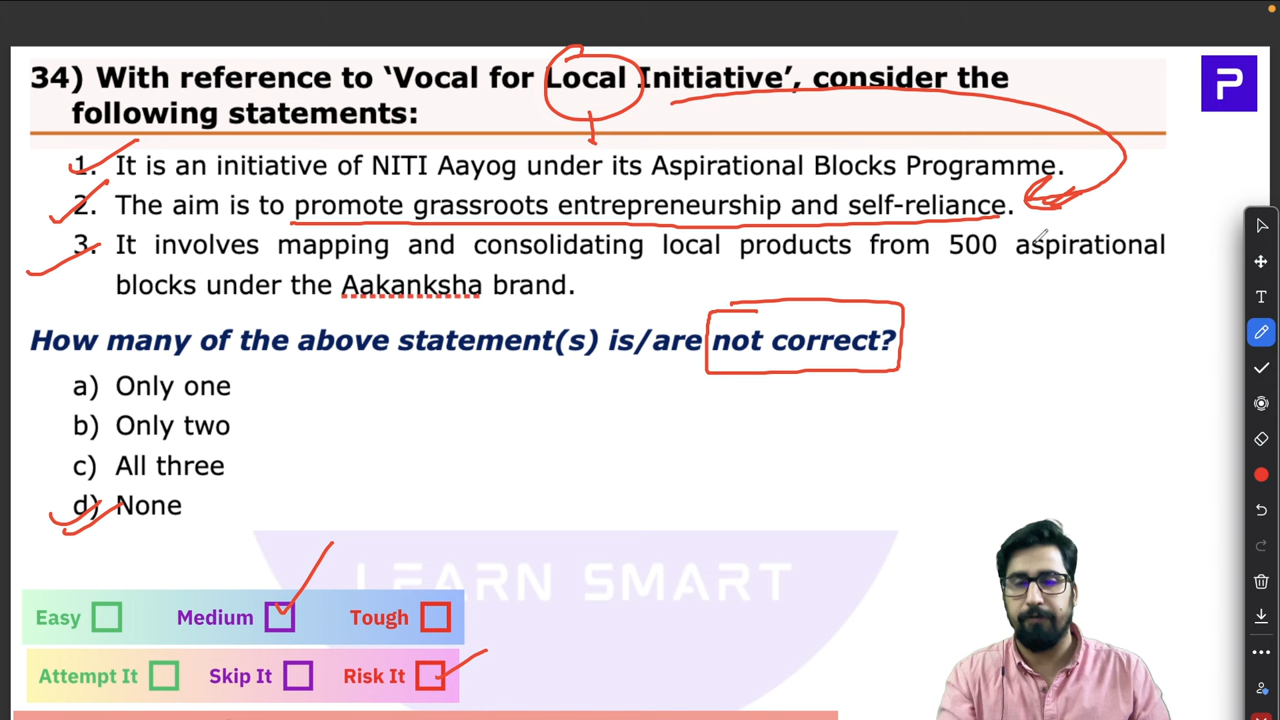 34) With reference to ‘Vocal for Local Initiative’, consider the
following statements:
1. It is an initiative of NITI Aayog under its Aspirational Blocks Programme.
2. The aim is to promote grassroots entrepreneurship and self-reliance.
3. It involves mapping and consolidating local products from 500 aspirational
blocks under the Aakanksha brand.
How many of the above statement(s) is/are not correct?
a) Only one
b) Only two
c) All three
d) None
LEARN SMART
Easy Medium Tough
Attempt It Skip It Risk It
P
T